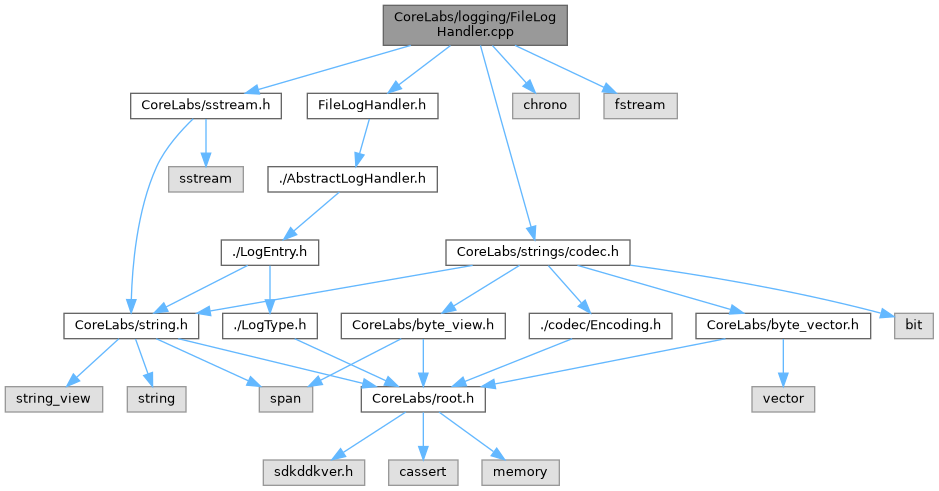 CoreLabs/logging/FileLog
Handler.cpp
CoreLabs/sstream.h
FileLogHandler.h
chrono
fstream
sstream
./AbstractLogHandler.h
./LogEntry.h
CoreLabs/strings/codec.h
CoreLabs/string.h
./LogType.h
CoreLabs/byte_view.h
./codec/Encoding.h
CoreLabs/byte_vector.h
bit
string_view
string
span
CoreLabs/root.h
vector
sdkddkver.h
cassert
memory